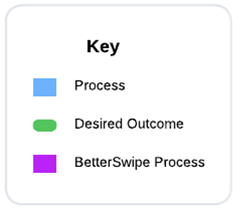 Key
Process
Desired Outcome
BetterSwipe Process